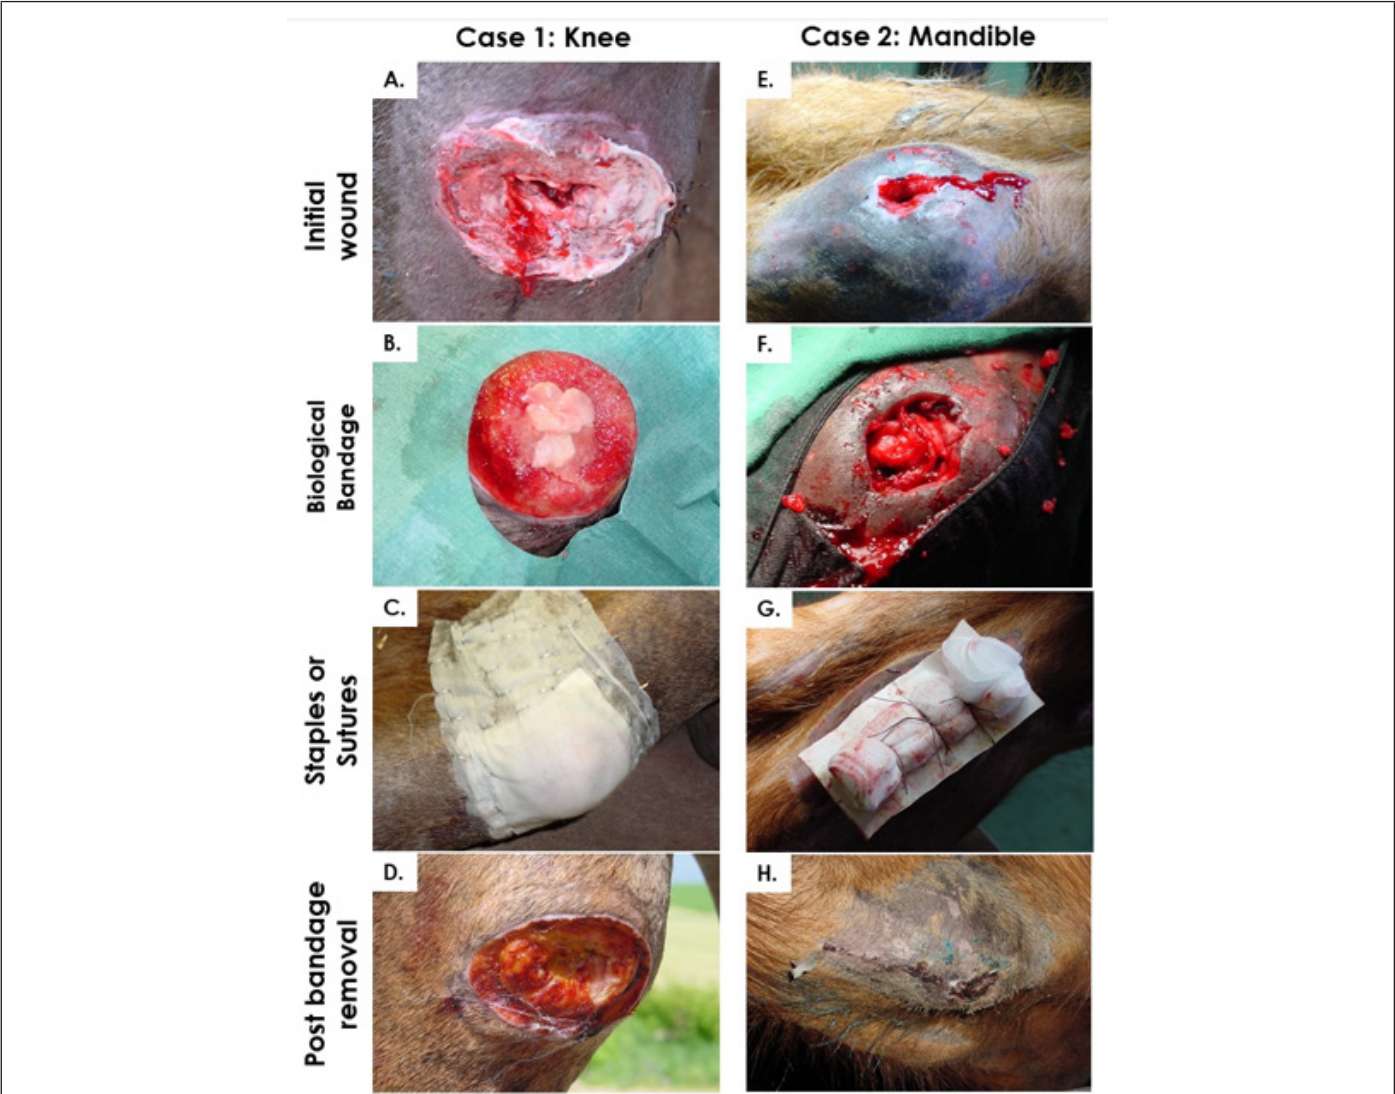 Case 1: Knee
Case 2: Mandible
Initial
wound
A.
E.
Biological
Bandage
B.
F.
Staples or
Sutures
C.
G.
Post bandage
removal
D.
H.